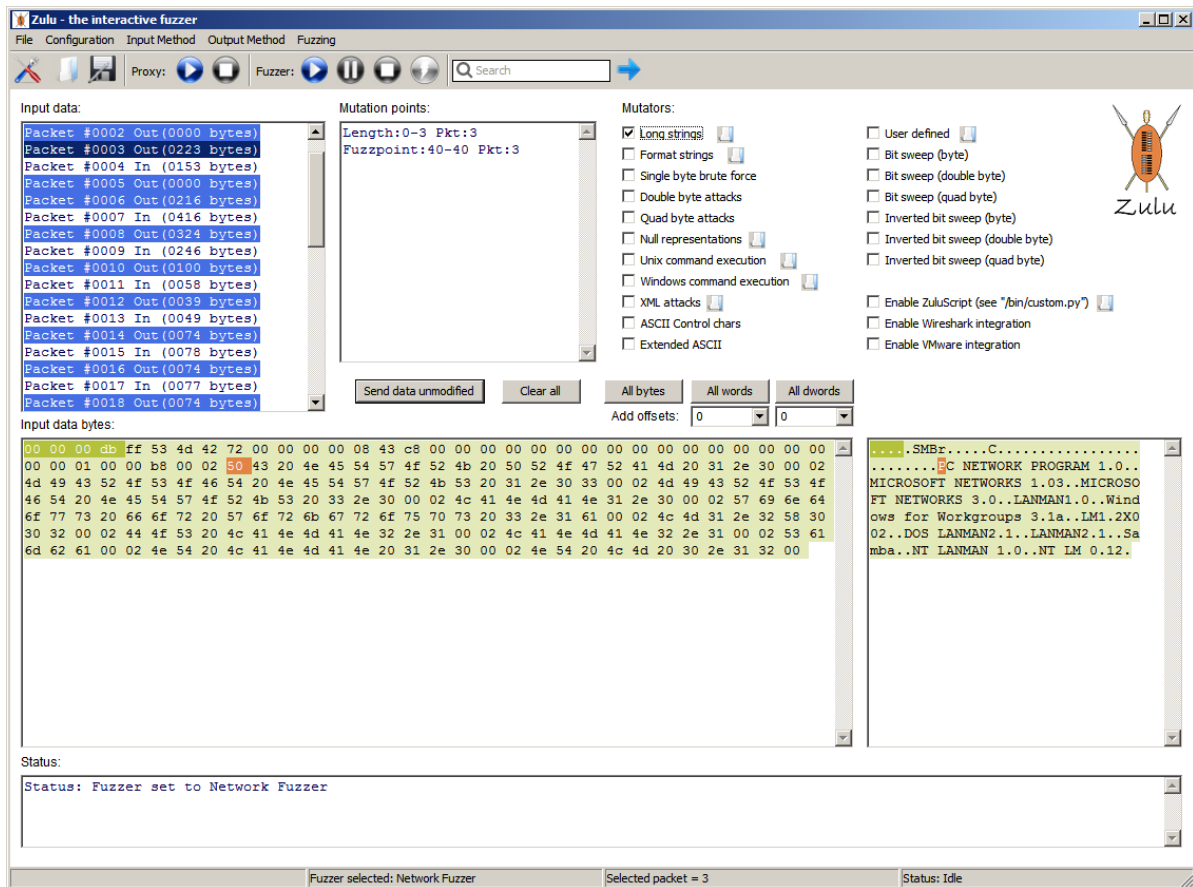 Zulu - the interactive fuzzer
File Configuration Input Method Output Method Fuzzing
Proxy: Fuzzer: Search
Input data:
Packet #0002 Out(0000 bytes)
Packet #0003 Out(0223 bytes)
Packet #0004 In (0153 bytes)
Packet #0005 Out(0000 bytes)
Packet #0006 Out(0216 bytes)
Packet #0007 In (0416 bytes)
Packet #0008 Out(0324 bytes)
Packet #0009 In (0246 bytes)
Packet #0010 Out(0100 bytes)
Packet #0011 In (0058 bytes)
Packet #0012 Out(0039 bytes)
Packet #0013 In (0049 bytes)
Packet #0014 Out(0074 bytes)
Packet #0015 In (0078 bytes)
Packet #0016 Out(0074 bytes)
Packet #0017 In (0077 bytes)
Packet #0018 Out(0074 bytes)
Mutation points:
Length:0-3 Pkt:3
Fuzzpoint:40-40 Pkt:3
Mutators:
Long strings
Format strings
Single byte brute force
Double byte attacks
Quad byte attacks
Null representations
Unix command execution
Windows command execution
XML attacks
ASCII Control chars
Extended ASCII
User defined
Bit sweep (byte)
Bit sweep (double byte)
Bit sweep (quad byte)
Inverted bit sweep (byte)
Inverted bit sweep (double byte)
Inverted bit sweep (quad byte)
Enable ZuluScript (see "/bin/custom.py")
Enable Wireshark integration
Enable VMware integration
Zulu
Send data unmodified Clear all All bytes All words All dwords
Add offsets: 0 0
Input data bytes:
00 00 00 db ff 53 4d 42 72 00 00 00 00 08 43 c8 00 00 00 00 00 00 00 00 00 00 00 00 00 00 00 00
00 00 01 00 00 b8 00 02 50 43 20 4e 45 54 57 4f 52 4b 20 50 52 4f 47 52 41 4d 20 31 2e 30 00 02
4d 49 43 52 4f 53 4f 46 54 20 4e 45 54 57 4f 52 4b 53 20 31 2e 30 33 00 02 4d 49 43 52 4f 53 4f
46 54 20 4e 45 54 57 4f 52 4b 53 20 33 2e 30 00 02 4c 41 4e 4d 41 4e 31 2e 30 00 02 57 69 6e 64
6f 77 73 20 66 6f 72 20 57 6f 72 6b 67 72 6f 75 70 73 20 33 2e 31 61 00 02 4c 4d 31 2e 32 58 30
30 32 00 02 44 4f 53 20 4c 41 4e 4d 41 4e 32 2e 31 00 02 4c 41 4e 4d 41 4e 32 2e 31 00 02 53 61
6d 62 61 00 02 4e 54 20 4c 41 4e 4d 41 4e 20 31 2e 30 00 02 4e 54 20 4c 4d 20 30 2e 31 32 00
.....SMBr.....C.................
........PC NETWORK PROGRAM 1.0..
MICROSOFT NETWORKS 1.03..MICROSO
FT NETWORKS 3.0..LANMAN1.0..Wind
ows for Workgroups 3.1a..LM1.2X0
02..DOS LANMAN2.1..LANMAN2.1..Sa
mba..NT LANMAN 1.0..NT LM 0.12.
Status:
Status: Fuzzer set to Network Fuzzer
Fuzzer selected: Network Fuzzer Selected packet = 3 Status: Idle